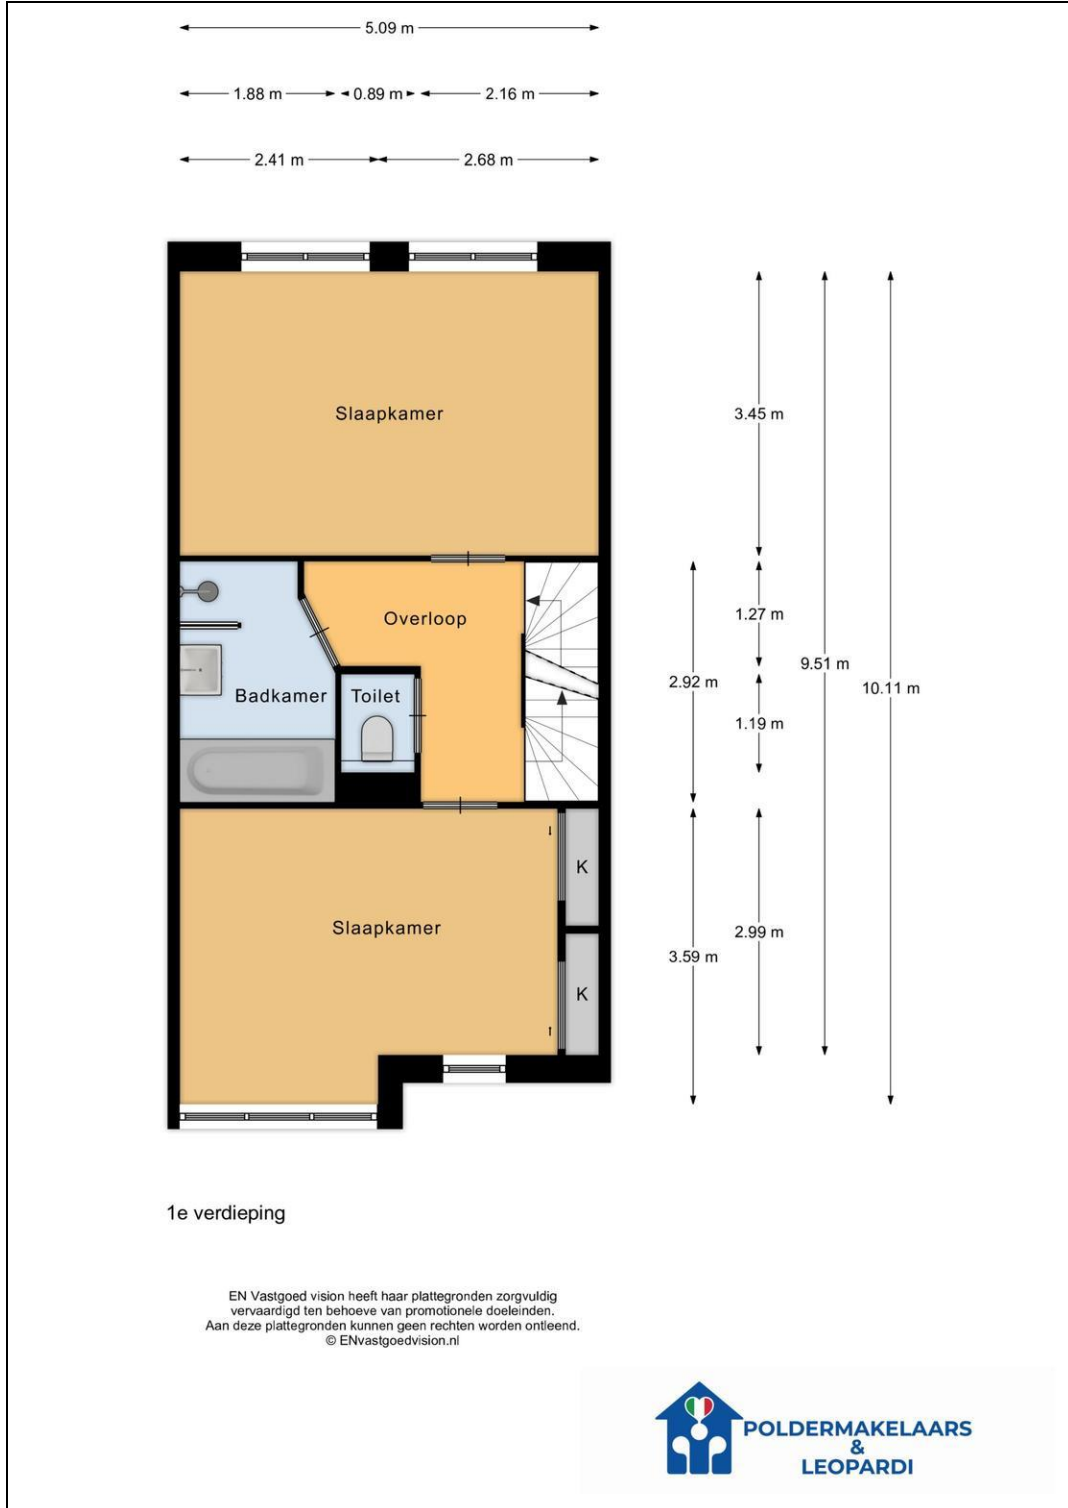 5.09 m
1.88 m 0.89 m 2.16 m
2.41 m 2.68 m
Slaapkamer
3.45 m
Overloop
1.27 m
9.51 m
2.92 m
10.11 m
Badkamer
Toilet
1.19 m
K
Slaapkamer
2.99 m
3.59 m
K
1e verdieping
EN Vastgoed vision heeft haar plattegronden zorgvuldig
vervaardigd ten behoeve van promotionele doeleinden.
Aan deze plattegronden kunnen geen rechten worden ontleend.
© ENvastgoedvision.nl
POLDERMAKELAARS
&
LEOPARDI